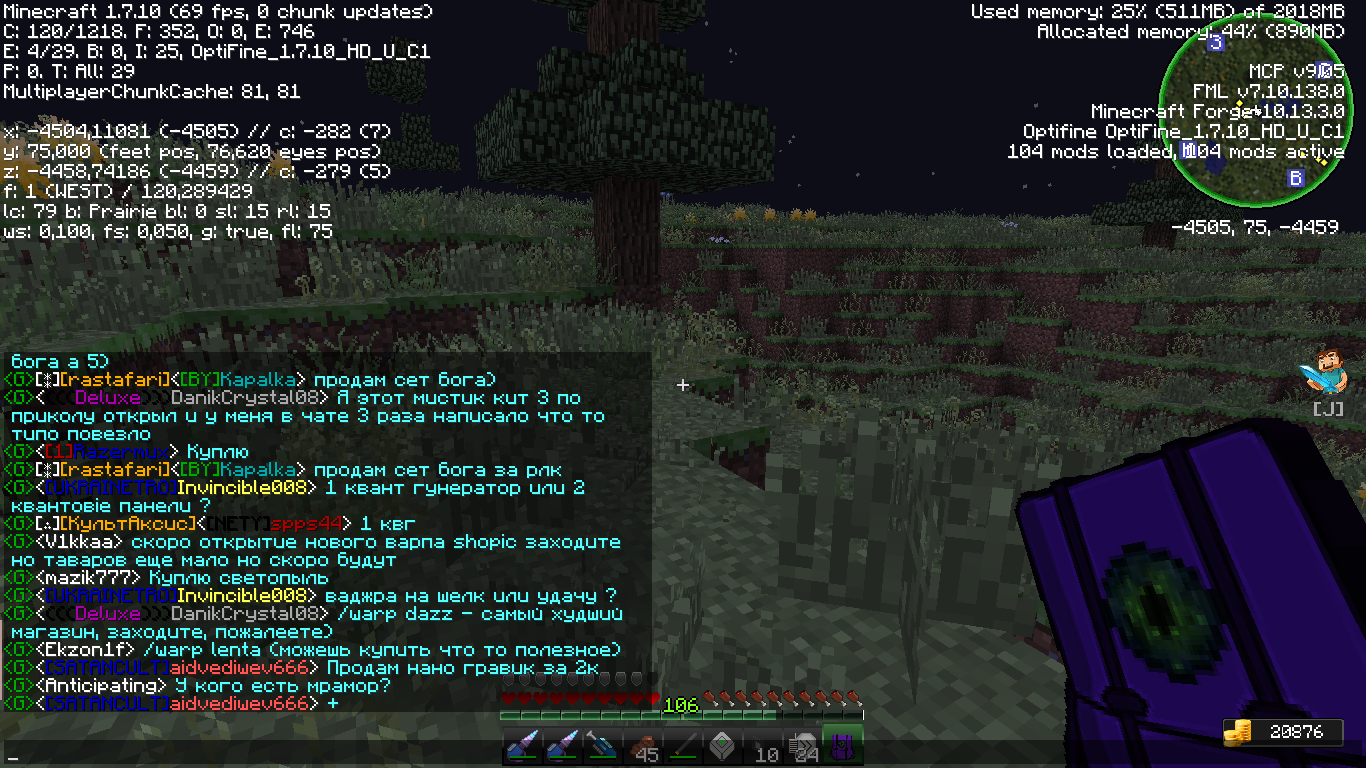 Minecraft 1.7.10 (69 fps, 0 chunk updates)
C: 120/1218. F: 352, O: 0, E: 746
E: 4/29. B: 0, I: 25, OptiFine_1.7.10_HD_U_C1
P: 0. T: All: 29
MultiplayerChunkCache: 81, 81
x: -4504,11081 (-4505) // c: -282 (7)
y: 75,000 (feet pos, 76,620 eyes pos)
z: -4458,74186 (-4459) // c: -279 (5)
f: 1 (WEST) / 120,289429
lc: 79 b: Prairie bl: 0 sl: 15 rl: 15
ws: 0,100, fs: 0,050, g: true, fl: 75
Used memory: 25% (511MB) of 2018MB
Allocated memory: 44% (890MB)
MCP v9.05
FML v7.10.138.0
Minecraft Forge 10.13.3.0
Optifine OptiFine_1.7.10_HD_U_C1
104 mods loaded, 104 mods active
B
-4505, 75, -4459
[J]
бога а 5)
<G>[*][rastafari]<[BY]Kapalka> продам сет бога)
<G><(((Deluxe)))DanikCrystal08> Я этот мистик кит 3 по
приколу открыл и у меня в чате 3 раза написало что то
типо повезло
<G><[1]Razermux> Куплю
<G>[*][rastafari]<[BY]Kapalka> продам сет бога за рлк
<G><[UKRAINETRO]Invincible008> 1 квант гунератор или 2
квантовіе панели ?
<G>[∴][КультАксис]<[NETY]spps44> 1 квг
<G><V1kkaa> скоро открытие нового варпа shopic заходите
но таваров еще мало но скоро будут
<G><mazik777> Куплю светопыль
<G><[UKRAINETRO]Invincible008> ваджра на шелк или удачу ?
<G><(((Deluxe)))DanikCrystal08> /warp dazz - самый худший
магазин, заходите, пожалеете)
<G><Ekzon1f> /warp lenta (можешь купить что то полезное)
<G><[SATANCULT]aidvediwev666> Продам нано гравик за 2к
<G><Anticipating> У кого есть мрамор?
<G><[SATANCULT]aidvediwev666> +
106
45
10
84
20876
_